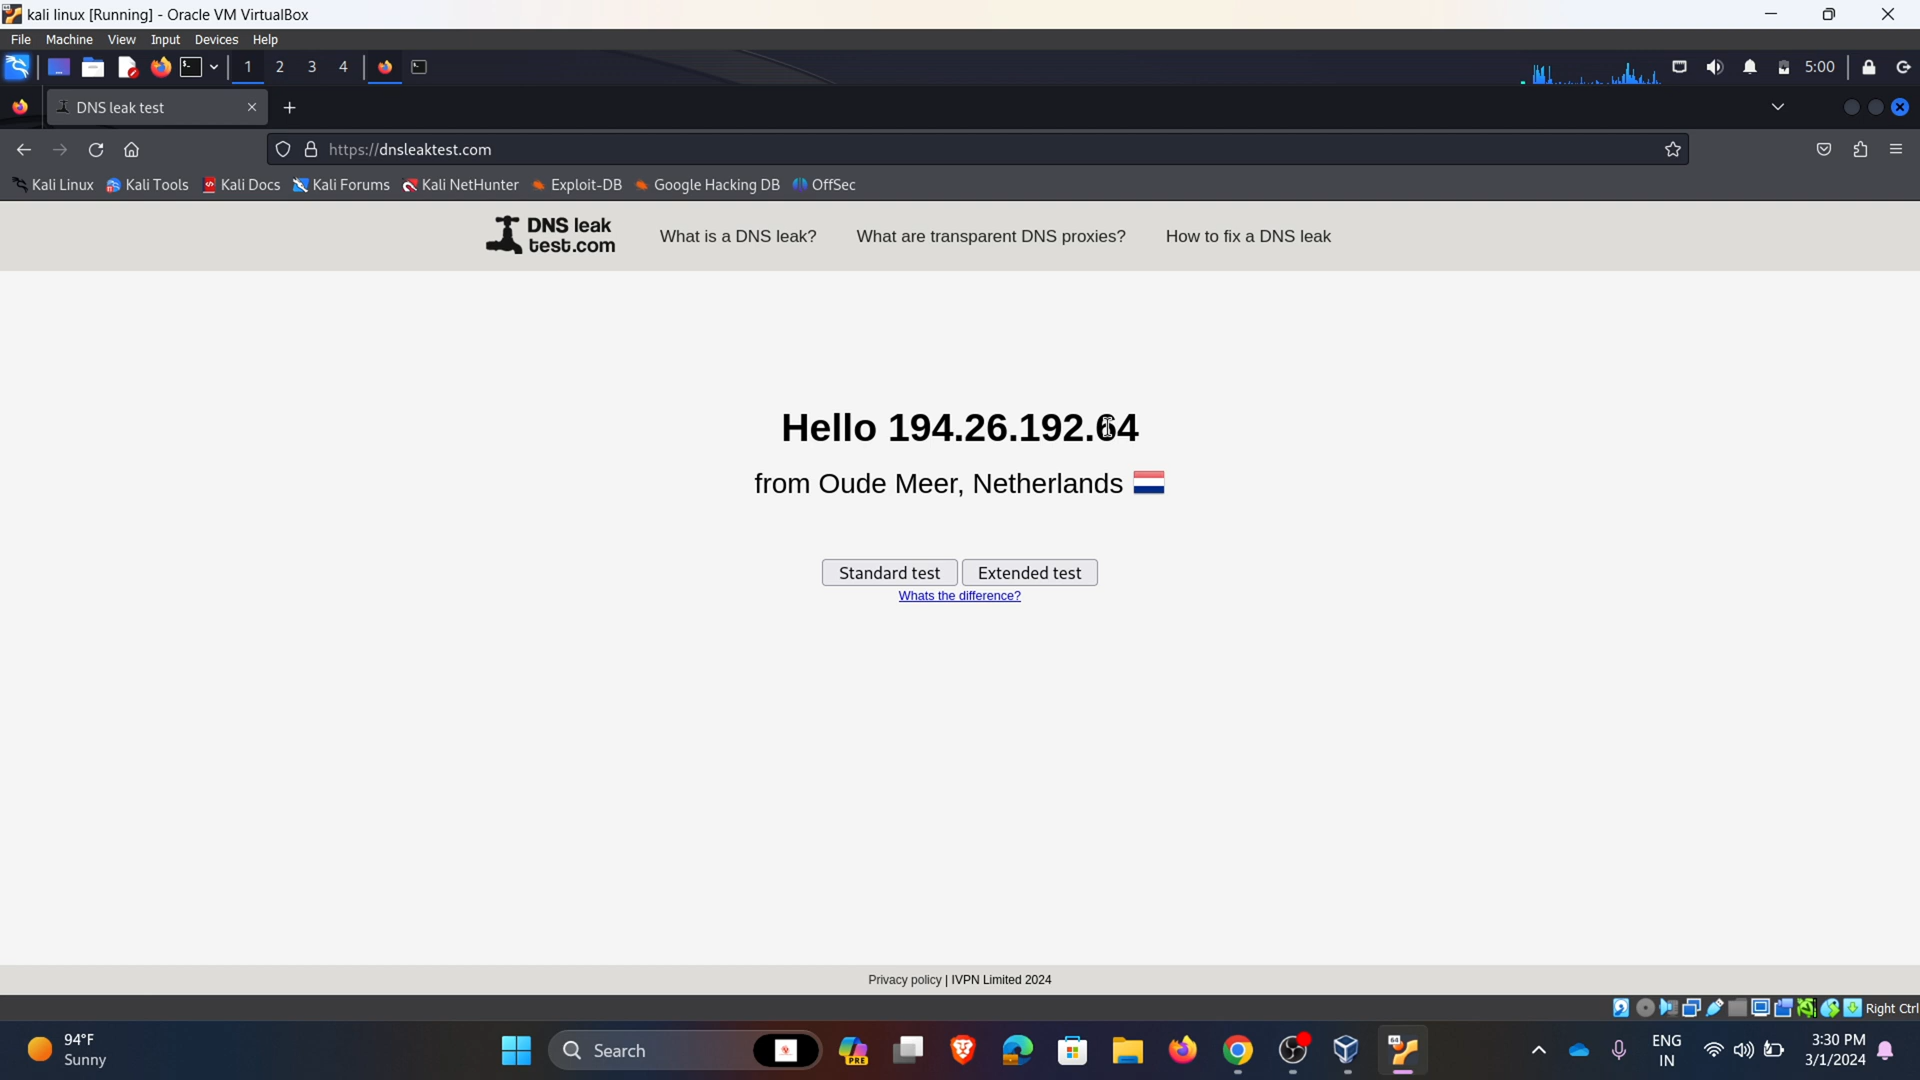 kali linux [Running] - Oracle VM VirtualBox
File Machine View Input Devices Help
1 2 3 4 5:00
DNS leak test
https://dnsleaktest.com
Kali Linux Kali Tools Kali Docs Kali Forums Kali NetHunter Exploit-DB Google Hacking DB OffSec
DNS leak
test.com
What is a DNS leak? What are transparent DNS proxies? How to fix a DNS leak
Hello 194.26.192.64
from Oude Meer, Netherlands
Standard test Extended test
Whats the difference?
Privacy policy | IVPN Limited 2024
Right Ctrl
94°F
Sunny
Search
PRE
64
ENG
IN
3:30 PM
3/1/2024